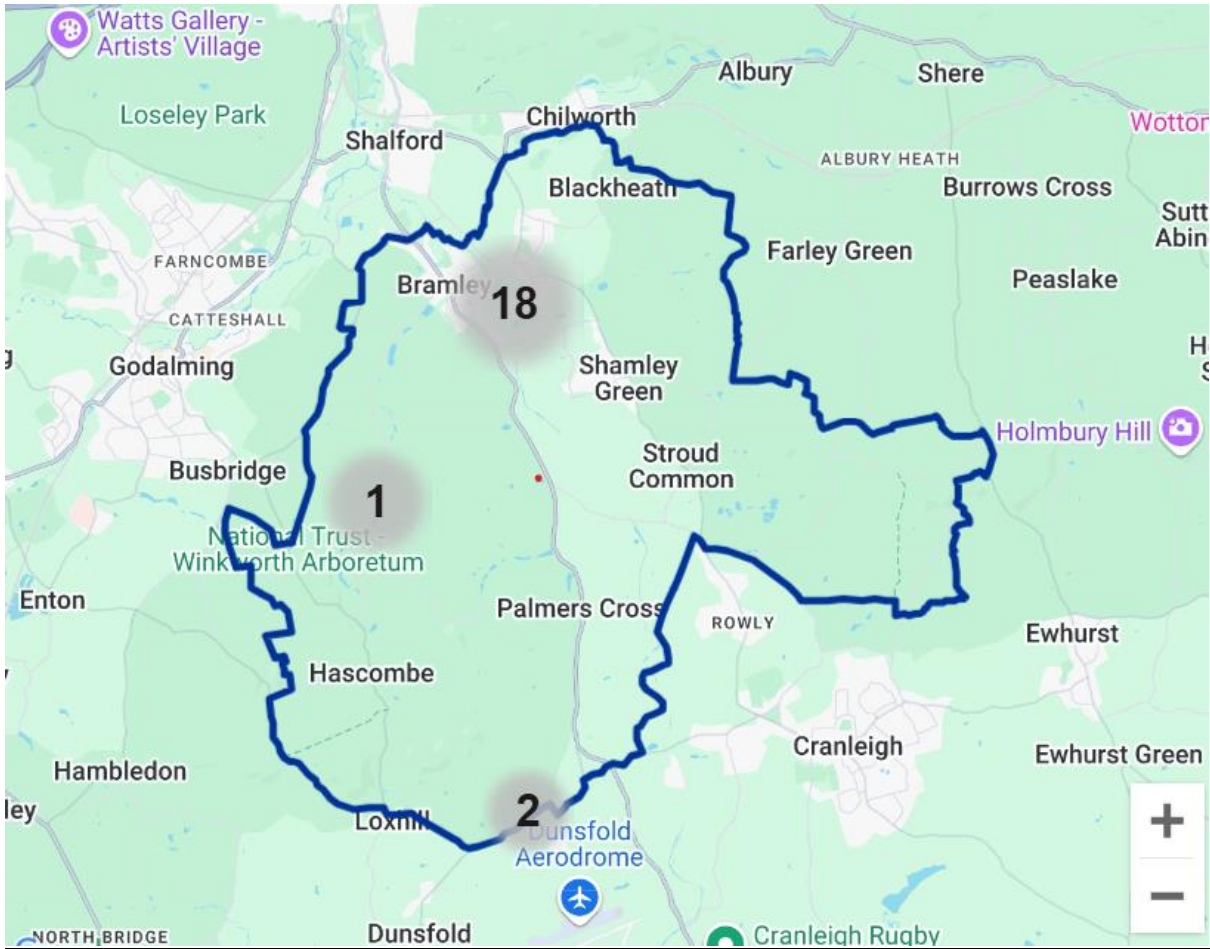 Watts Gallery -
Artists' Village
Albury
Shere
Loseley Park
Chilworth
Wotton
Shalford
ALBURY HEATH
Blackheath
Burrows Cross
Sutt
Abin
FARNCOMBE
Farley Green
Peaslake
Bramley
18
CATTESHALL
Godalming
Shamley
Green
Holmbury Hill
Stroud
Common
Busbridge
1
National Trust -
Winkworth Arboretum
Enton
Palmers Cross
ROWLY
Ewhurst
Hascombe
Cranleigh
Ewhurst Green
Hambledon
ley
Loxhill
2
Dunsfold
Aerodrome
+
−
NORTH BRIDGE
Dunsfold
Cranleigh Rugby